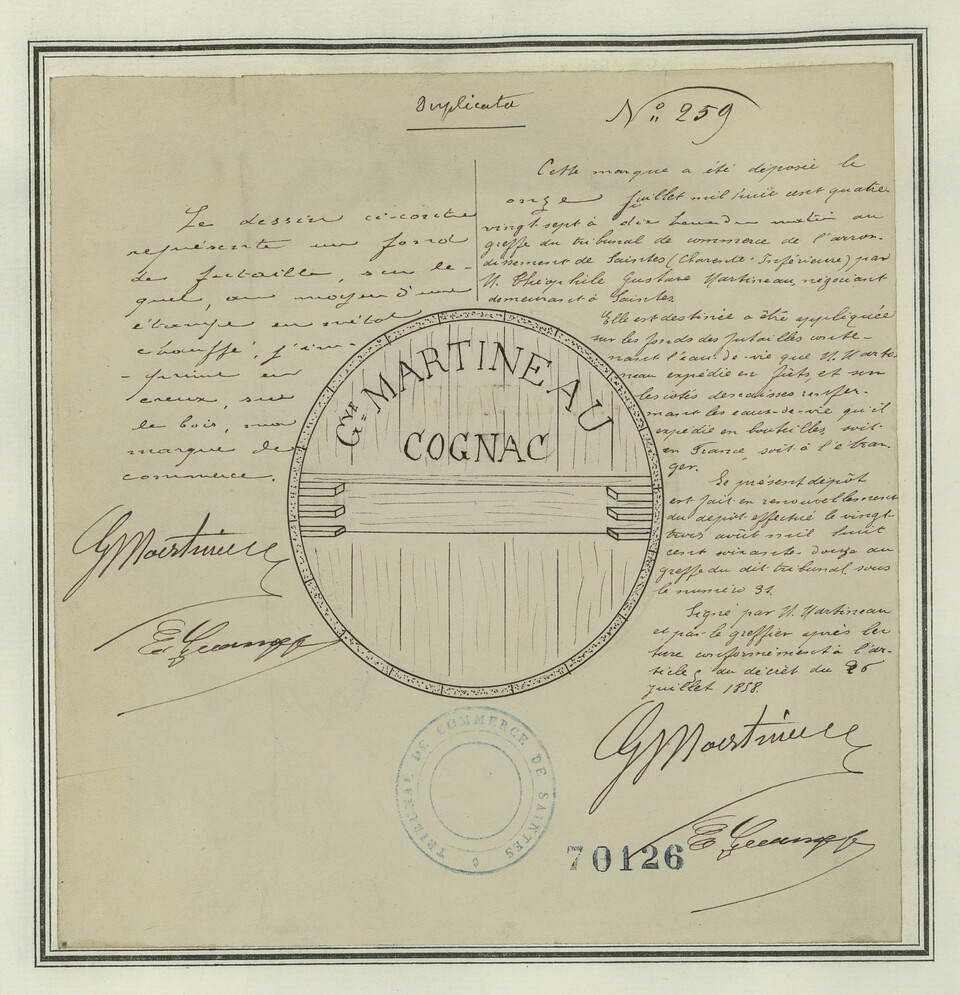 Duplicata
N° 259
Le dessin ci-contre
représente un fond
de futaille, sur le-
quel, au moyen d'une
étampe en métal
chauffé, j'im-
-prime en
creux, sur
le bois, ma
marque de
commerce.
G Martineau
Cette marque a été déposée le
onze Juillet mil huit cent quatre
vingt sept à dix heures du matin au
greffe du tribunal de commerce de l'arron-
dissement de Saintes (Charente-Inférieure) par
M. Théophile Gustave Martineau, négociant
demeurant à Saintes.
Elle est destinée à être appliquée
sur les fonds des futailles conte-
nant l'eau-de-vie que M. Marti-
neau expédie en fûts, et sur
les cotés des caisses renfer-
mant les eaux-de-vie qu'il
expédie en bouteilles, soit
en France, soit à l'étran-
ger.
Le présent dépôt
est fait en renouvellement
du dépôt effectué le vingt-
trois août mil huit
cent soixante-douze au
greffe du dit tribunal, sous
le numéro 31.
Signé par M. Martineau
et par le greffier après lec
ture conformément à l'ar-
ticle du décret du 26
juillet 1858.
G Martineau
Gve MARTINEAU
COGNAC
TRIBUNAL DE COMMERCE DE SAINTES
70126